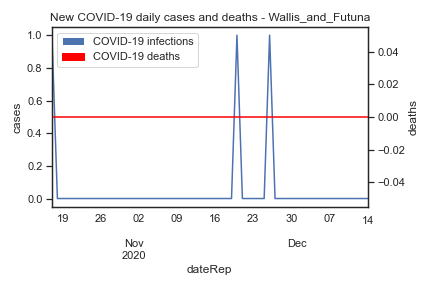 New COVID-19 daily cases and deaths - Wallis_and_Futuna
COVID-19 infections
COVID-19 deaths
cases
1.0
0.8
0.6
0.4
0.2
0.0
deaths
0.04
0.02
0.00
−0.02
−0.04
19 26 02 09 16 23 30 07 14
Nov Dec
2020
dateRep